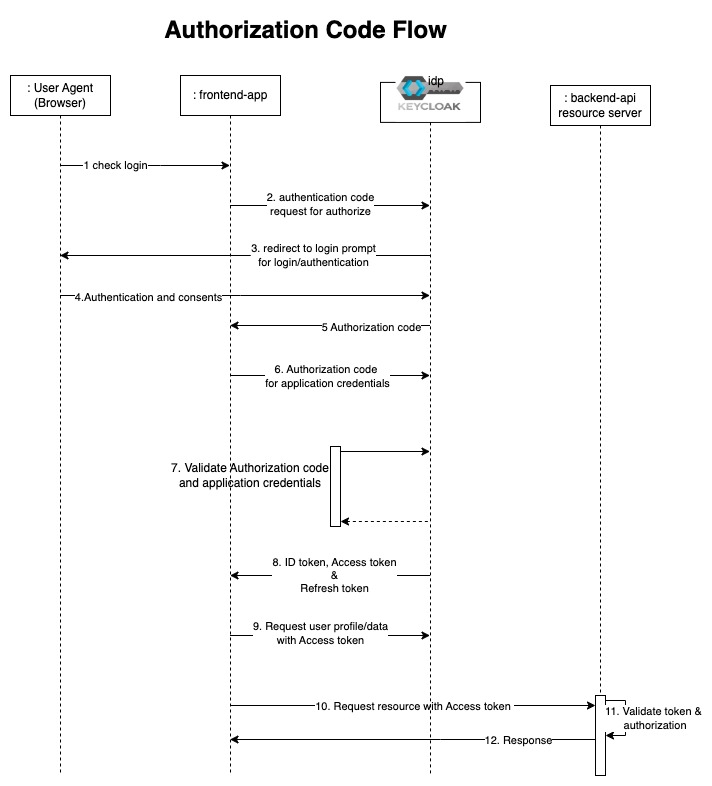 Authorization Code Flow
: User Agent
(Browser)
: frontend-app
idp
KEYCLOAK
: backend-api
resource server
1 check login
2. authentication code
request for authorize
3. redirect to login prompt
for login/authentication
4.Authentication and consents
5 Authorization code
6. Authorization code
for application credentials
7. Validate Authorization code
and application credentials
8. ID token, Access token
&
Refresh token
9. Request user profile/data
with Access token
10. Request resource with Access token
11. Validate token &
authorization
12. Response